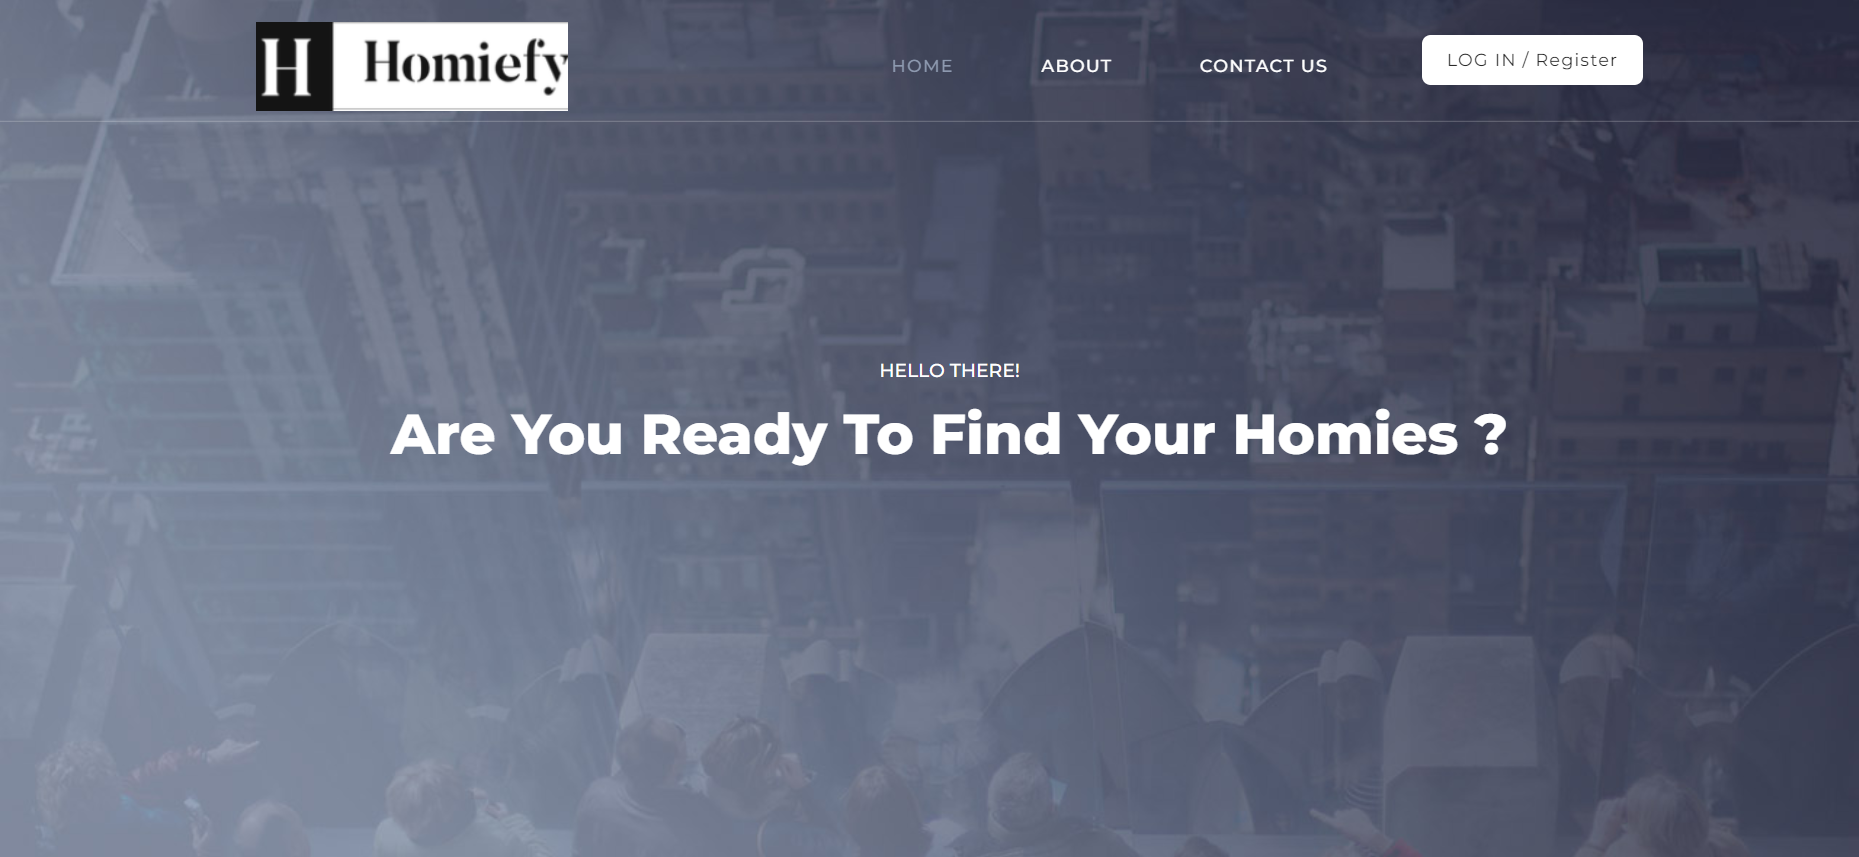 H Homiefy
HOME ABOUT CONTACT US LOG IN / Register
HELLO THERE!
Are You Ready To Find Your Homies ?